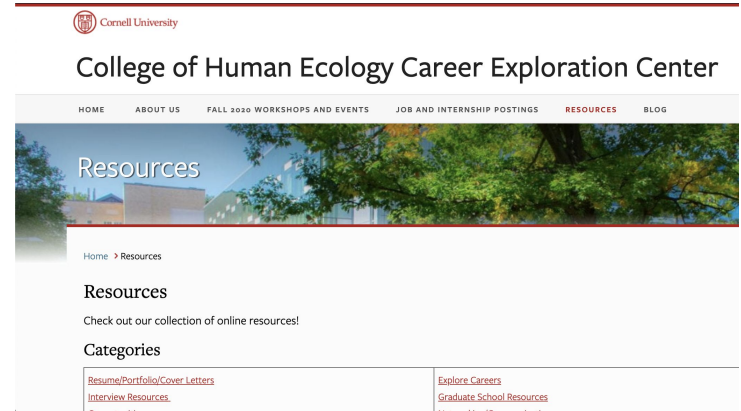 Cornell University
College of Human Ecology Career Exploration Center
HOME ABOUT US FALL 2020 WORKSHOPS AND EVENTS JOB AND INTERNSHIP POSTINGS RESOURCES BLOG
Resources
Home > Resources
Resources
Check out our collection of online resources!
Categories
Resume/Portfolio/Cover Letters Explore Careers
Interview Resources Graduate School Resources